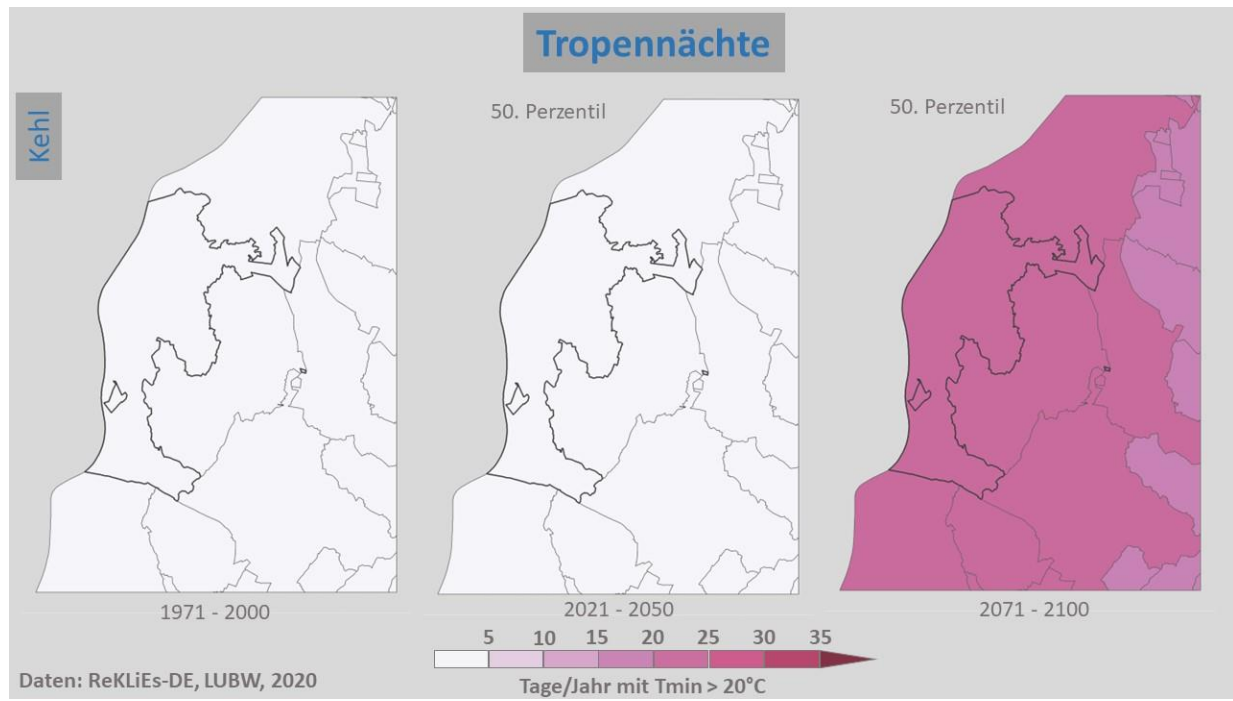 Tropennächte
Kehl
50. Perzentil
50. Perzentil
1971 - 2000
2021 - 2050
2071 - 2100
5 10 15 20 25 30 35
Tage/Jahr mit Tmin > 20°C
Daten: ReKLiEs-DE, LUBW, 2020